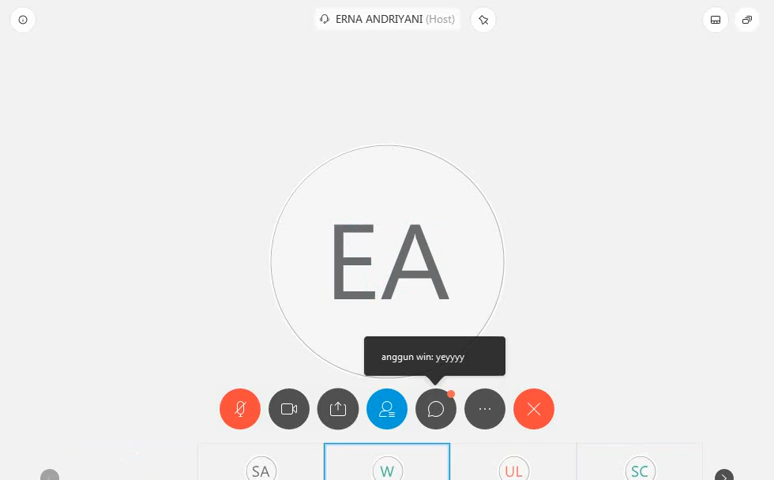 ERNA ANDRIYANI (Host)
EA
anggun win: yeyyyy
SA
W
UL
SC